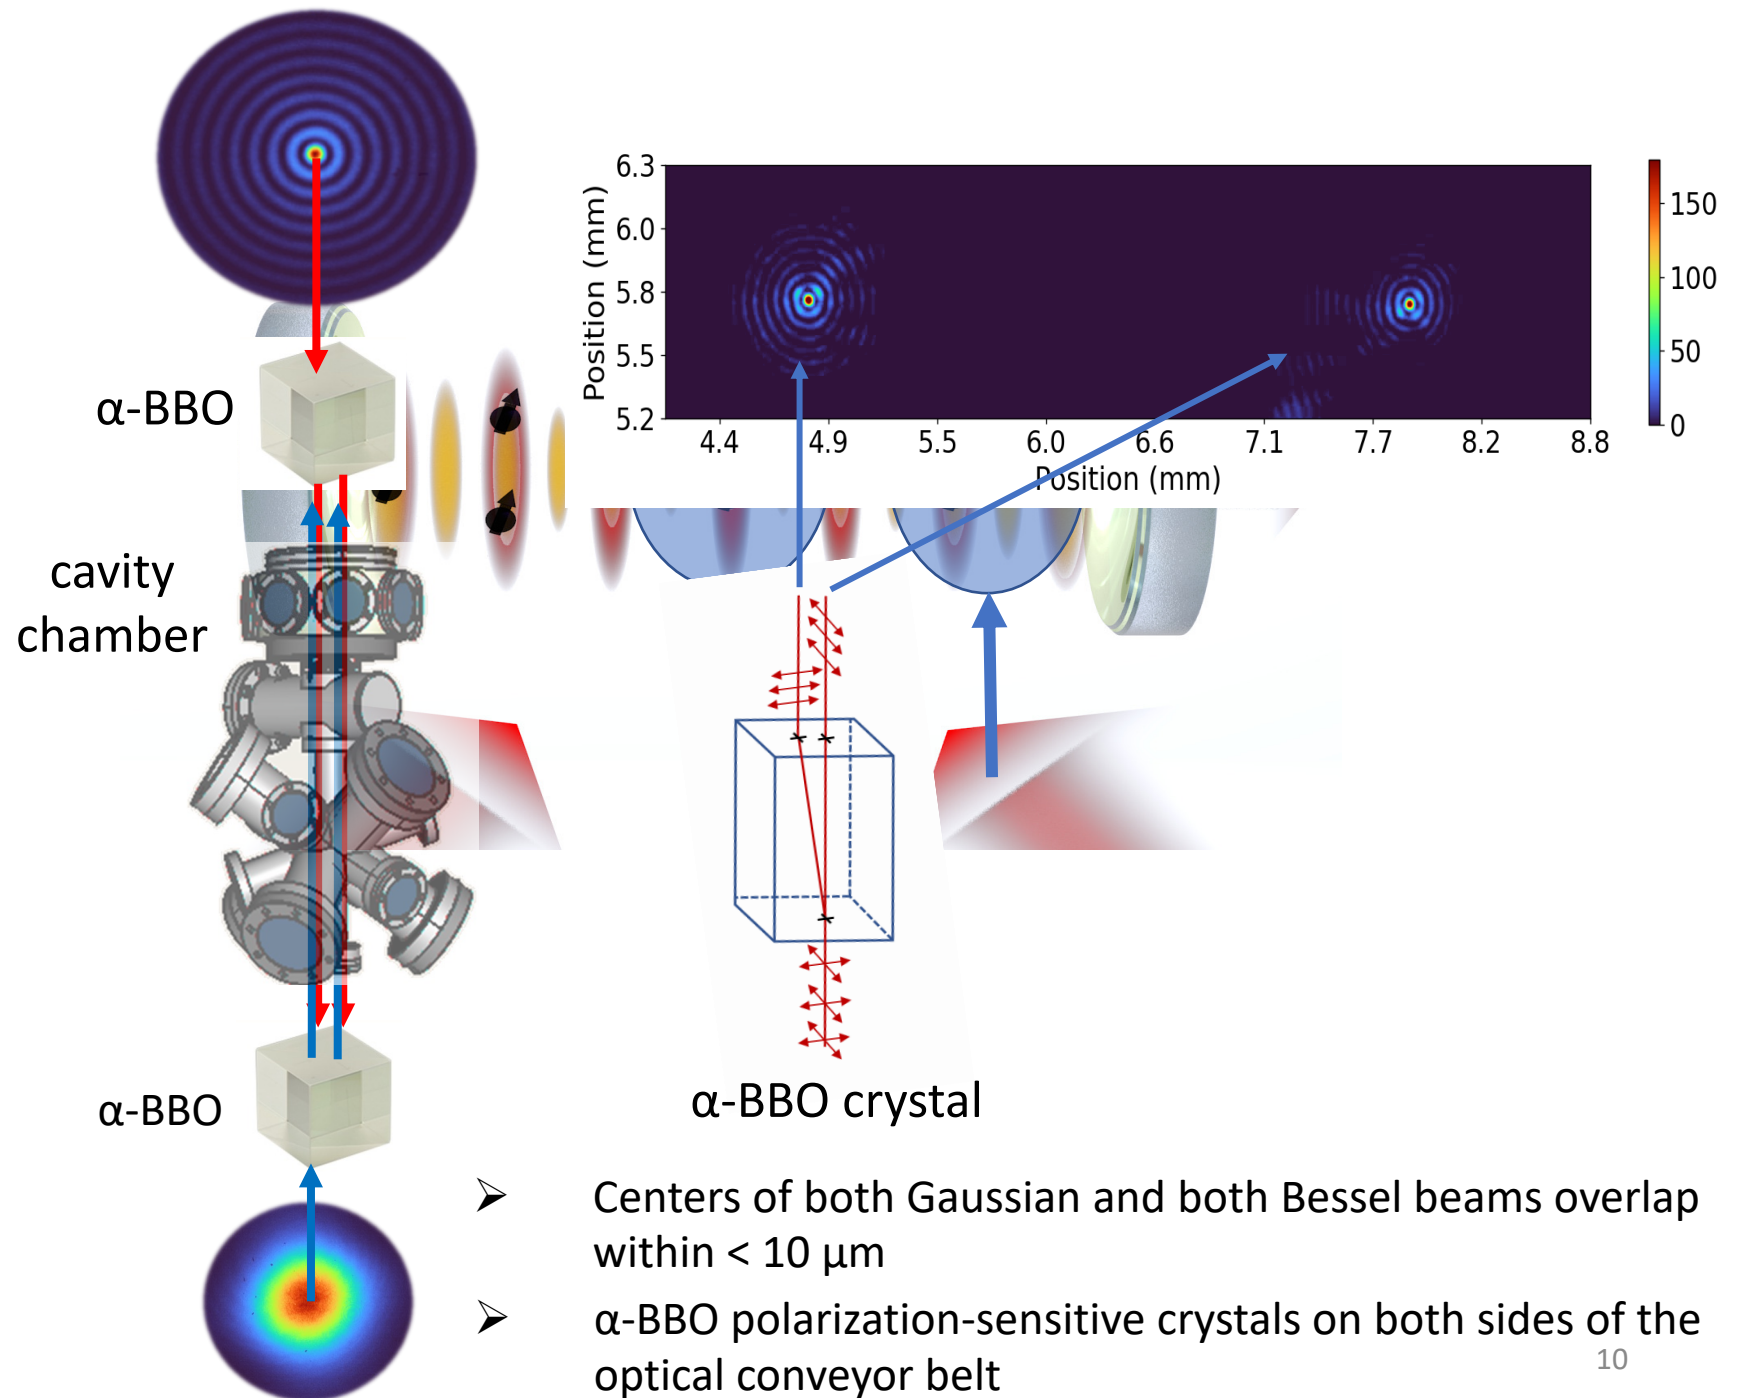 α-BBO
cavity
chamber
α-BBO
Position (mm)
6.3
6.0
5.8
5.5
5.2
4.4 4.9 5.5 6.0 6.6 7.1 7.7 8.2 8.8
Position (mm)
150
100
50
0
α-BBO crystal
➢ Centers of both Gaussian and both Bessel beams overlap
within < 10 μm
➢ α-BBO polarization-sensitive crystals on both sides of the
optical conveyor belt
10